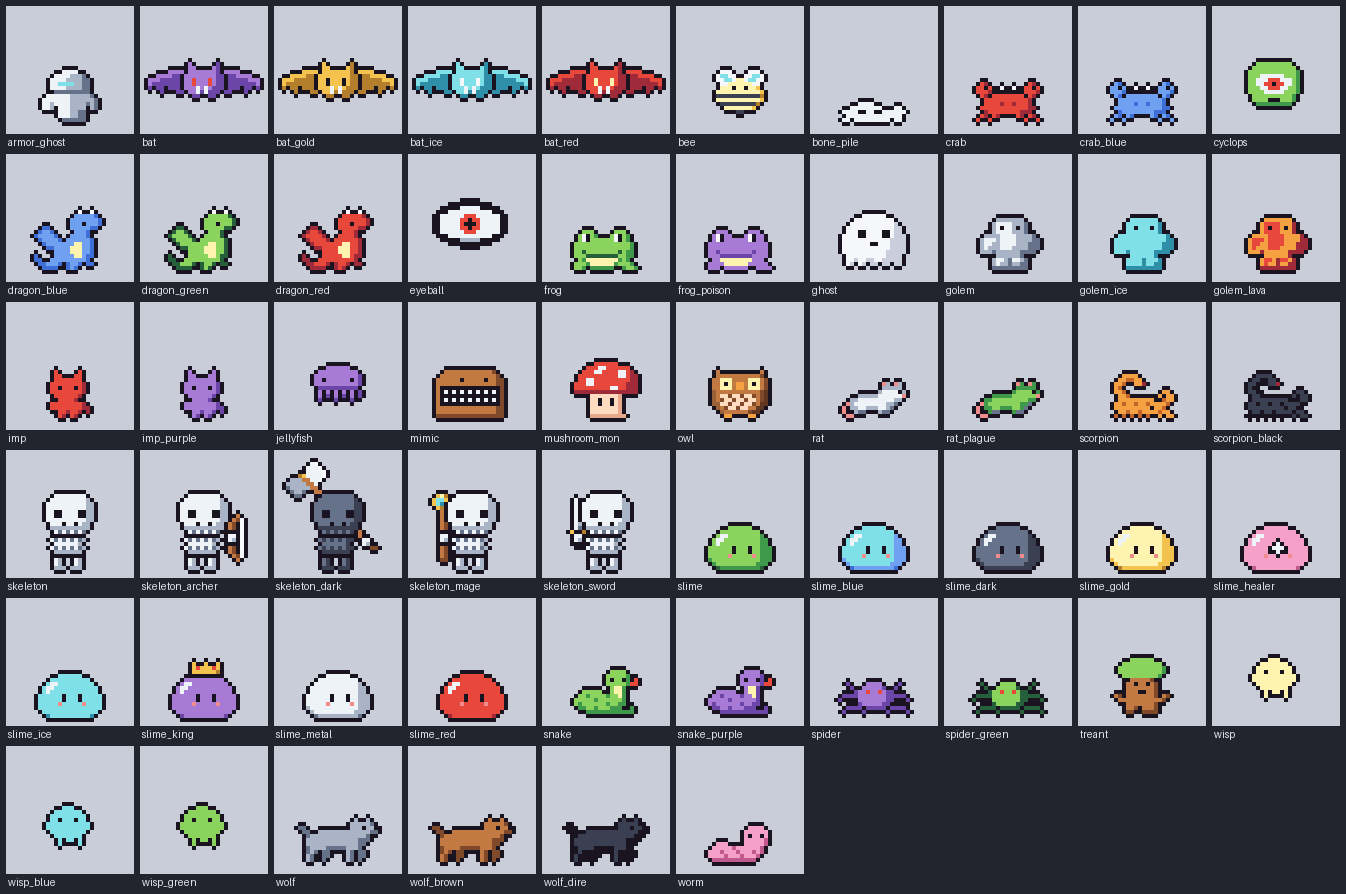 armor_ghost bat bat_gold bat_ice bat_red bee bone_pile crab crab_blue cyclops
dragon_blue dragon_green dragon_red eyeball frog frog_poison ghost golem golem_ice golem_lava
imp imp_purple jellyfish mimic mushroom_mon owl rat rat_plague scorpion scorpion_black
skeleton skeleton_archer skeleton_dark skeleton_mage skeleton_sword slime slime_blue slime_dark slime_gold slime_healer
slime_ice slime_king slime_metal slime_red snake snake_purple spider spider_green treant wisp
wisp_blue wisp_green wolf wolf_brown wolf_dire worm